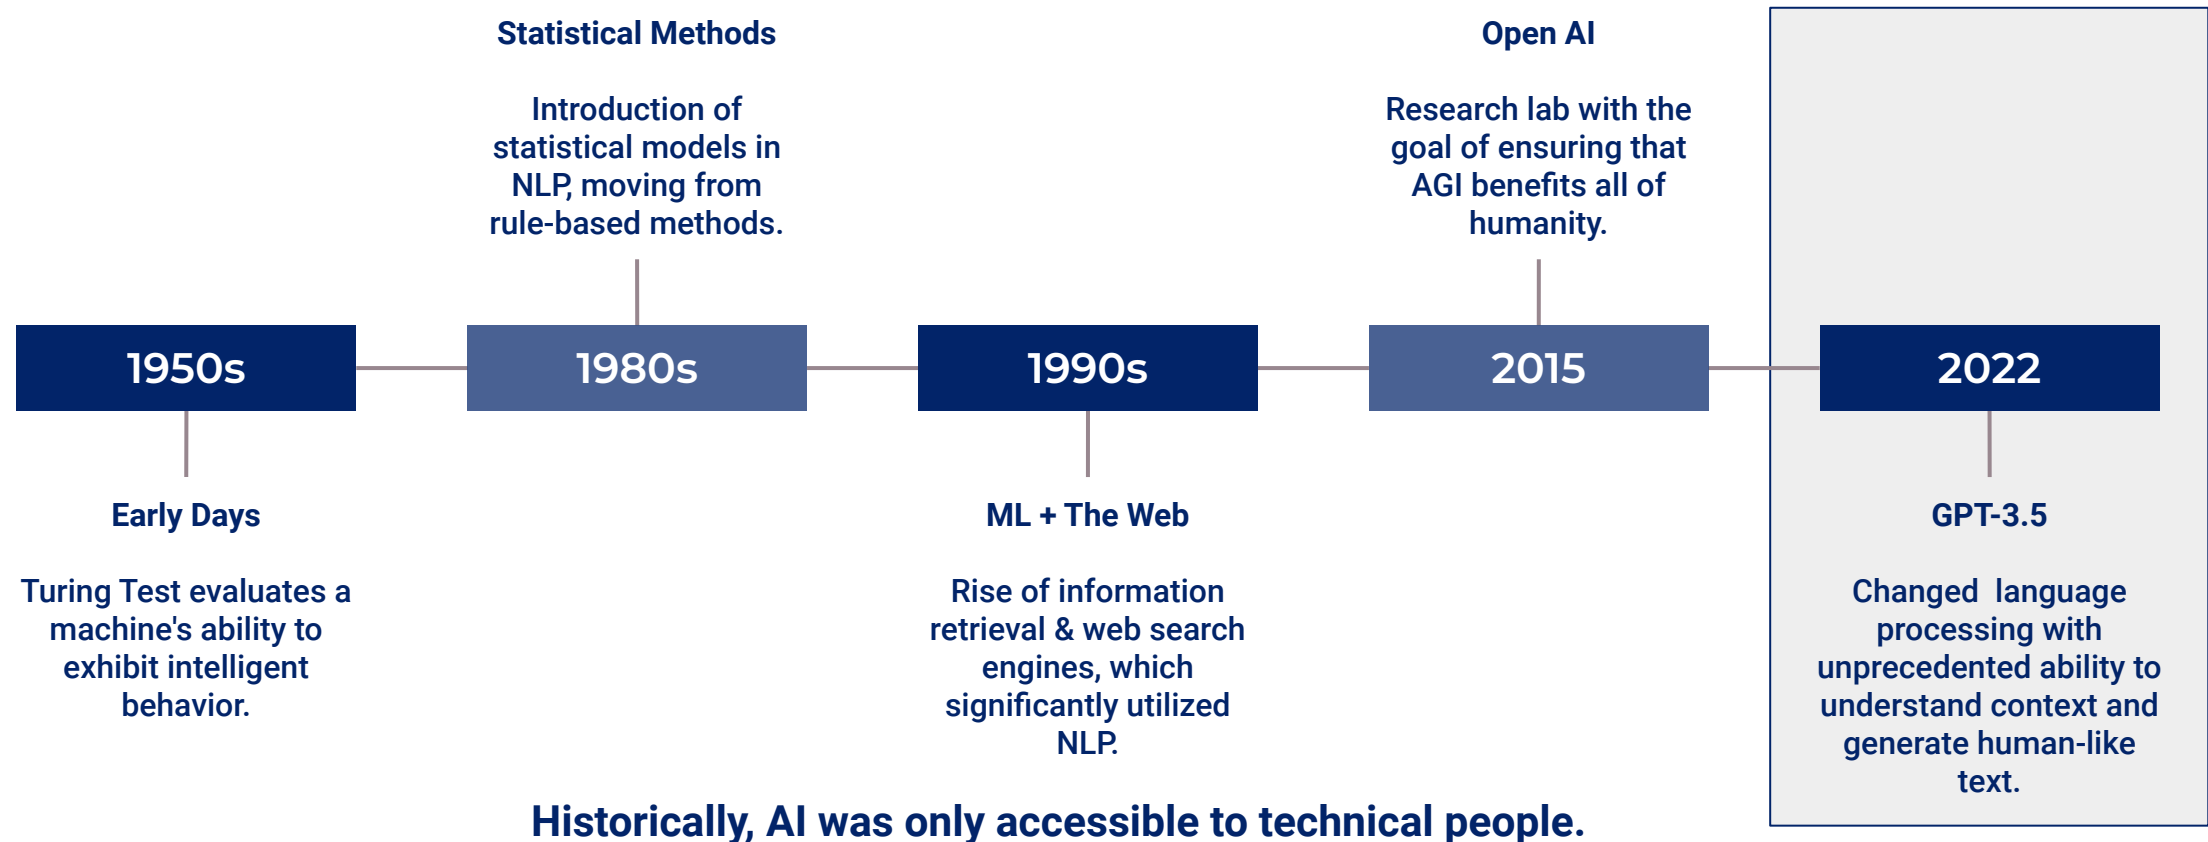 Statistical Methods
Introduction of
statistical models in
NLP, moving from
rule-based methods.
Open AI
Research lab with the
goal of ensuring that
AGI benefits all of
humanity.
1950s
1980s
1990s
2015
2022
Early Days
Turing Test evaluates a
machine's ability to
exhibit intelligent
behavior.
ML + The Web
Rise of information
retrieval & web search
engines, which
significantly utilized
NLP.
GPT-3.5
Changed  language
processing with
unprecedented ability to
understand context and
generate human-like
text.
Historically, AI was only accessible to technical people.